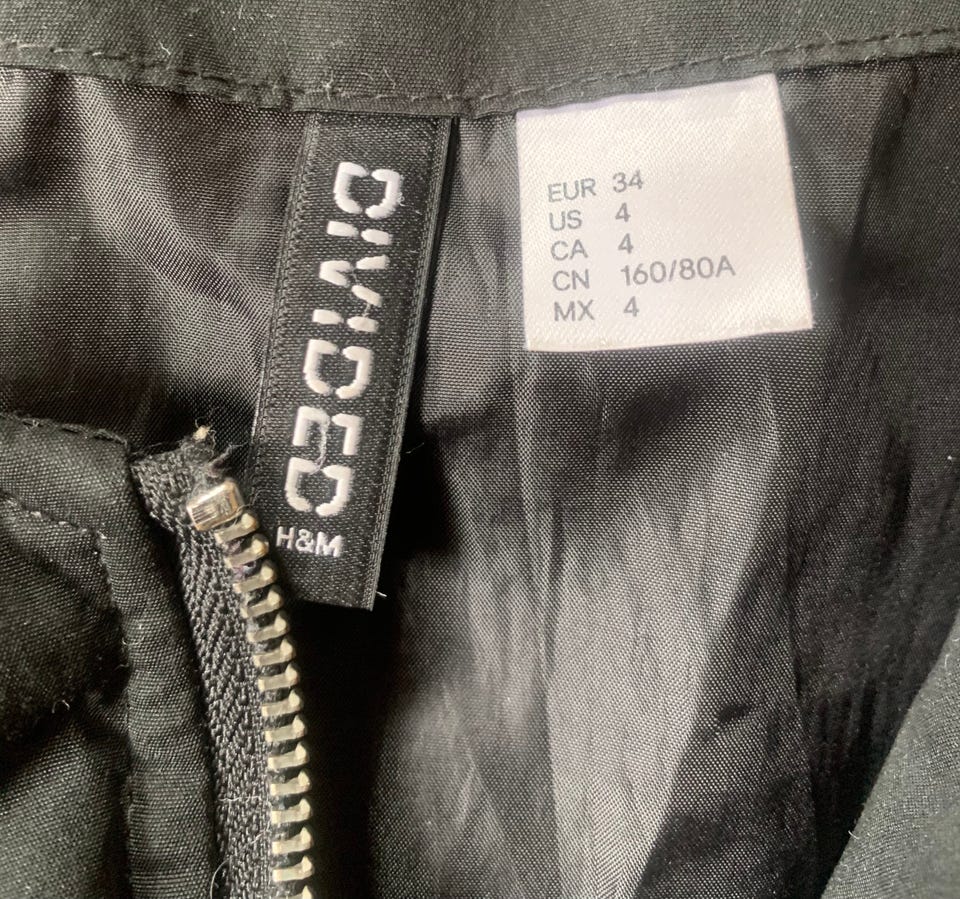 DIVIDED
H&M
EUR 34
US 4
CA 4
CN 160/80A
MX 4